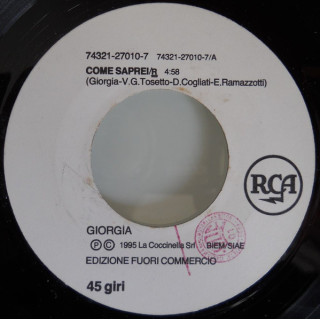 74321-27010-7 74321-27010-7/A
COME SAPREI/R 4:58
(Giorgia-V.G.Tosetto-D.Cogliati-E.Ramazzotti)
RCA
GIORGIA
Ⓟ © 1995 La Coccinella Srl BIEM/SIAE
EDIZIONE FUORI COMMERCIO
45 giri